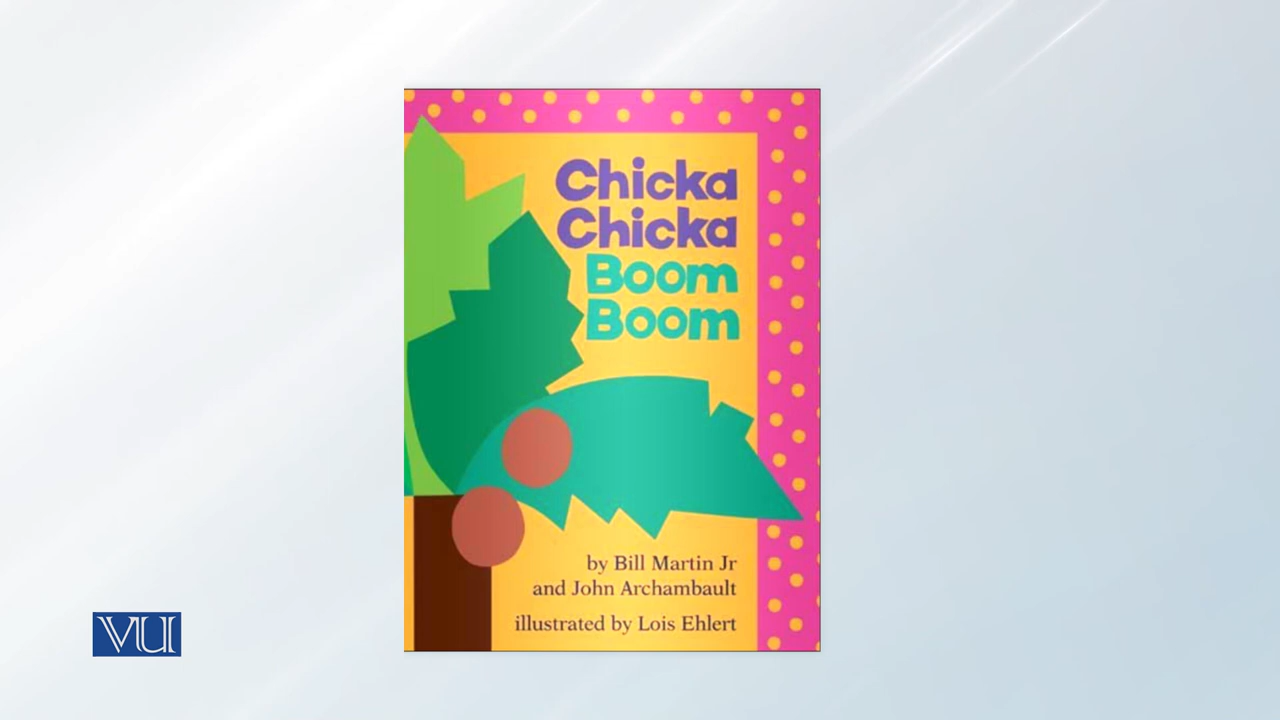 Chicka
Chicka
Boom
Boom
by Bill Martin Jr
and John Archambault
illustrated by Lois Ehlert
VU